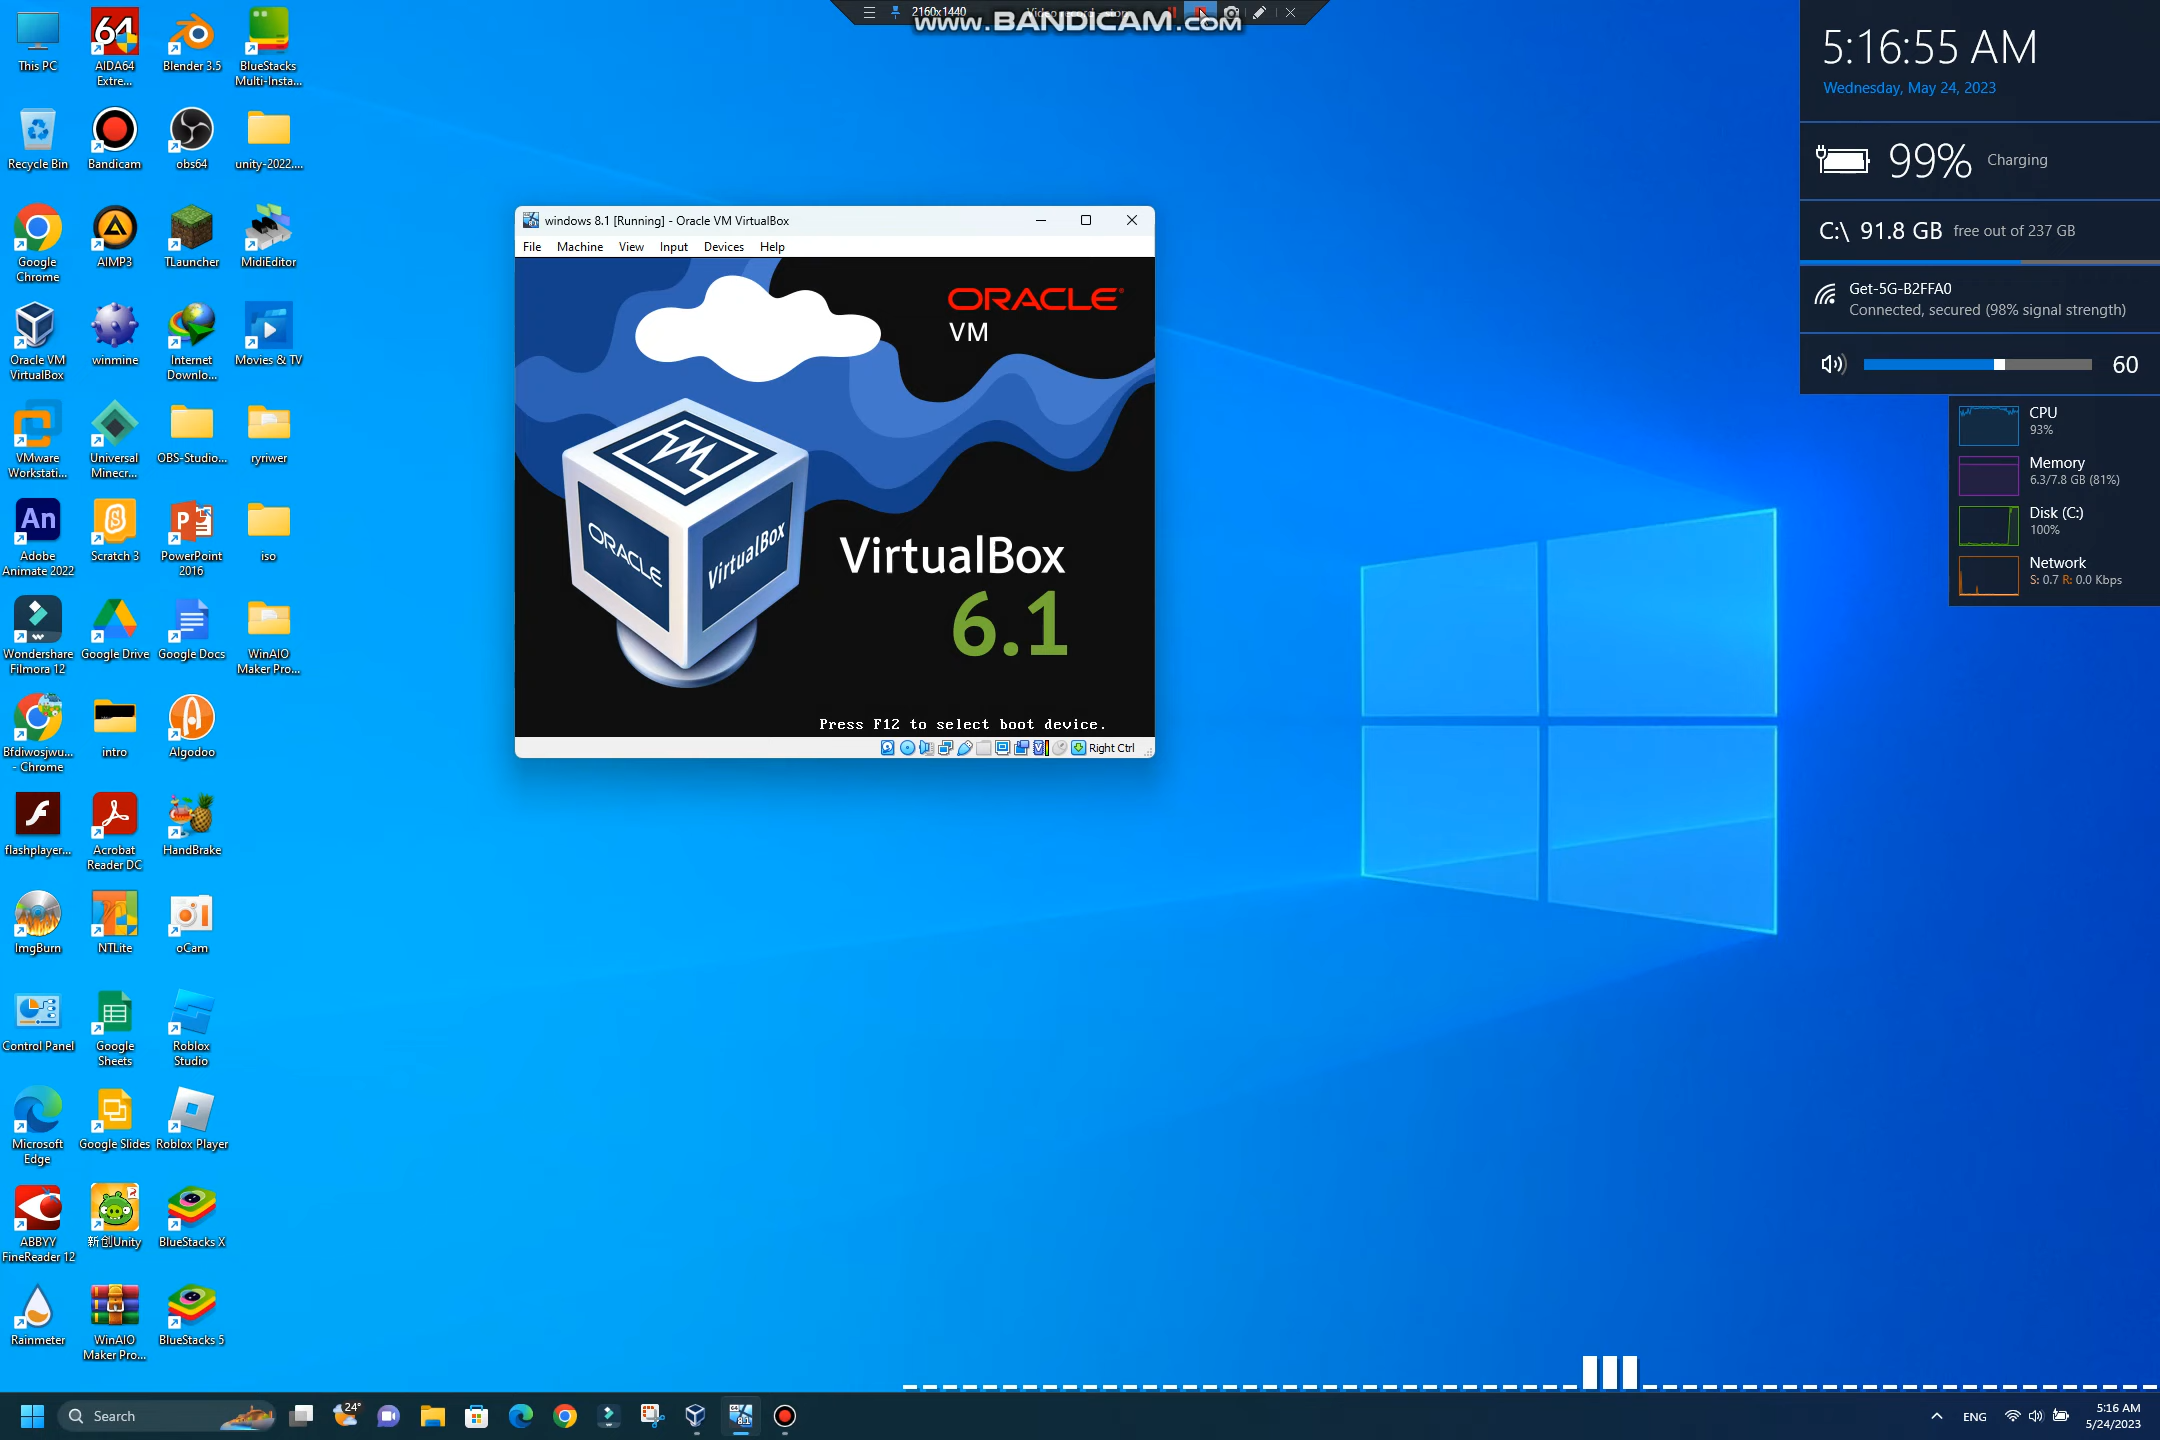 2160x1440
www.BANDICAM.com
This PC
AIDA64
Extre...
Blender 3.5
BlueStacks
Multi-Insta...
Recycle Bin
Bandicam
obs64
unity-2022....
Google
Chrome
AIMP3
TLauncher
MidiEditor
Oracle VM
VirtualBox
winmine
Internet
Downlo...
Movies & TV
VMware
Workstati...
Universal
Minecr...
OBS-Studio...
ryriwer
Adobe
Animate 2022
Scratch 3
PowerPoint
2016
iso
Wondershare
Filmora 12
Google Drive
Google Docs
WinAIO
Maker Pro...
Bfdiwosjwu...
- Chrome
intro
Algodoo
flashplayer...
Acrobat
Reader DC
HandBrake
ImgBurn
NTLite
oCam
Control Panel
Google
Sheets
Roblox
Studio
Microsoft
Edge
Google Slides
Roblox Player
ABBYY
FineReader 12
新创Unity
BlueStacks X
Rainmeter
WinAIO
Maker Pro...
BlueStacks 5
windows 8.1 [Running] - Oracle VM VirtualBox
File Machine View Input Devices Help
ORACLE
VM
ORACLE
VirtualBox
VirtualBox
6.1
Press F12 to select boot device.
Right Ctrl
5:16:55 AM
Wednesday, May 24, 2023
99% Charging
C:\ 91.8 GB free out of 237 GB
Get-5G-B2FFA0
Connected, secured (98% signal strength)
60
CPU
93%
Memory
6.3/7.8 GB (81%)
Disk (C:)
100%
Network
S: 0.7 R: 0.0 Kbps
Search
24°
ENG
5:16 AM
5/24/2023